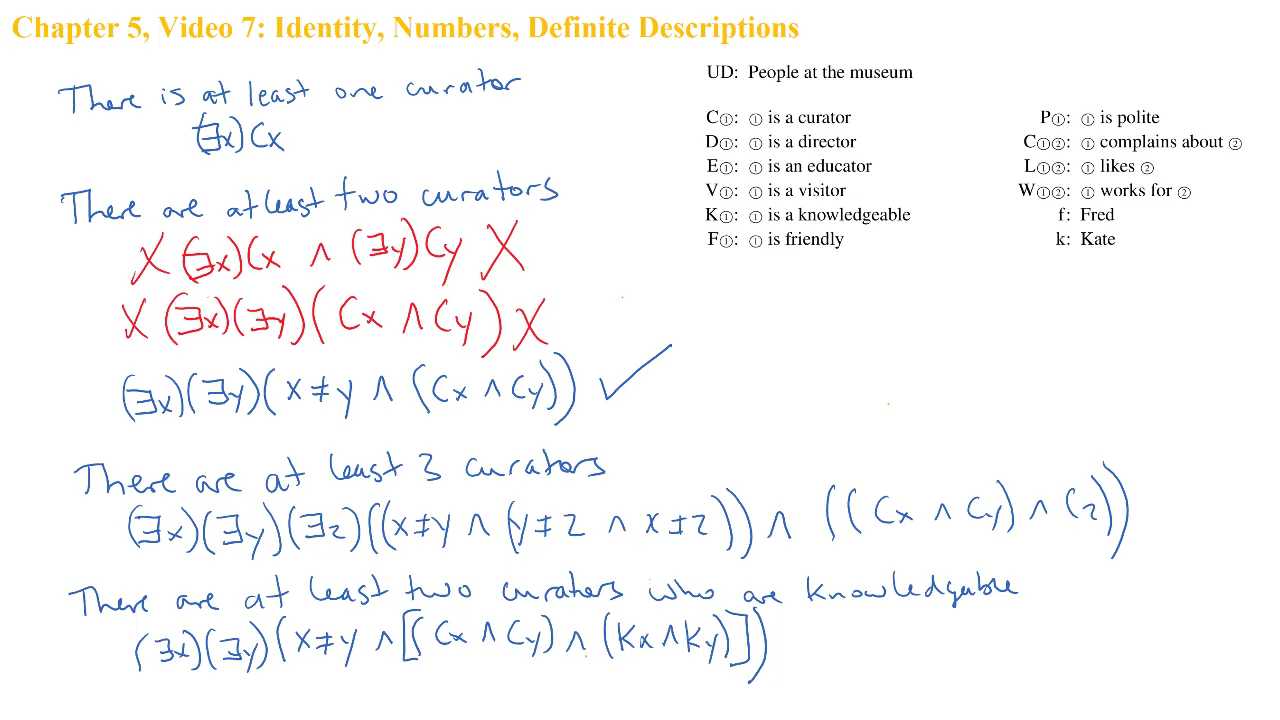 Chapter 5, Video 7: Identity, Numbers, Definite Descriptions
There is at least one curator
(∃x)Cx
There are at least two curators
X (∃x)Cx ∧ (∃y)Cy X
X (∃x)(∃y)(Cx ∧ Cy) X
(∃x)(∃y)(x≠y ∧ (Cx ∧ Cy)) ✓
There are at least 3 curators
(∃x)(∃y)(∃z)((x≠y ∧ (y≠z ∧ x≠z)) ∧ ((Cx ∧ Cy) ∧ Cz))
There are at least two curators who are knowledgable
(∃x)(∃y)(x≠y ∧ [(Cx ∧ Cy) ∧ (Kx ∧ Ky)])
UD: People at the museum
C①: ① is a curator
D①: ① is a director
E①: ① is an educator
V①: ① is a visitor
K①: ① is a knowledgeable
F①: ① is friendly
P①: ① is polite
C①②: ① complains about ②
L①②: ① likes ②
W①②: ① works for ②
f: Fred
k: Kate